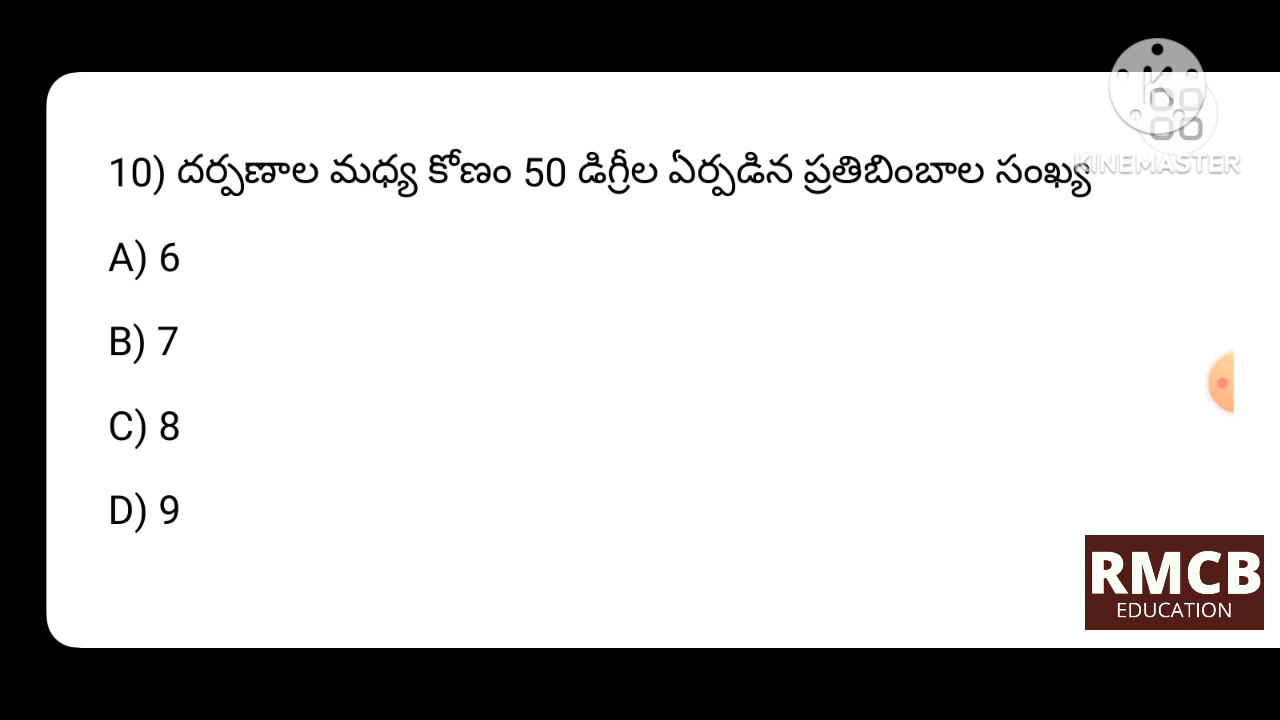 10) దర్పణాల మధ్య కోణం 50 డిగ్రీల ఏర్పడిన ప్రతిబింబాల సంఖ్య
KINEMASTER
A) 6
B) 7
C) 8
D) 9
RMCB
EDUCATION